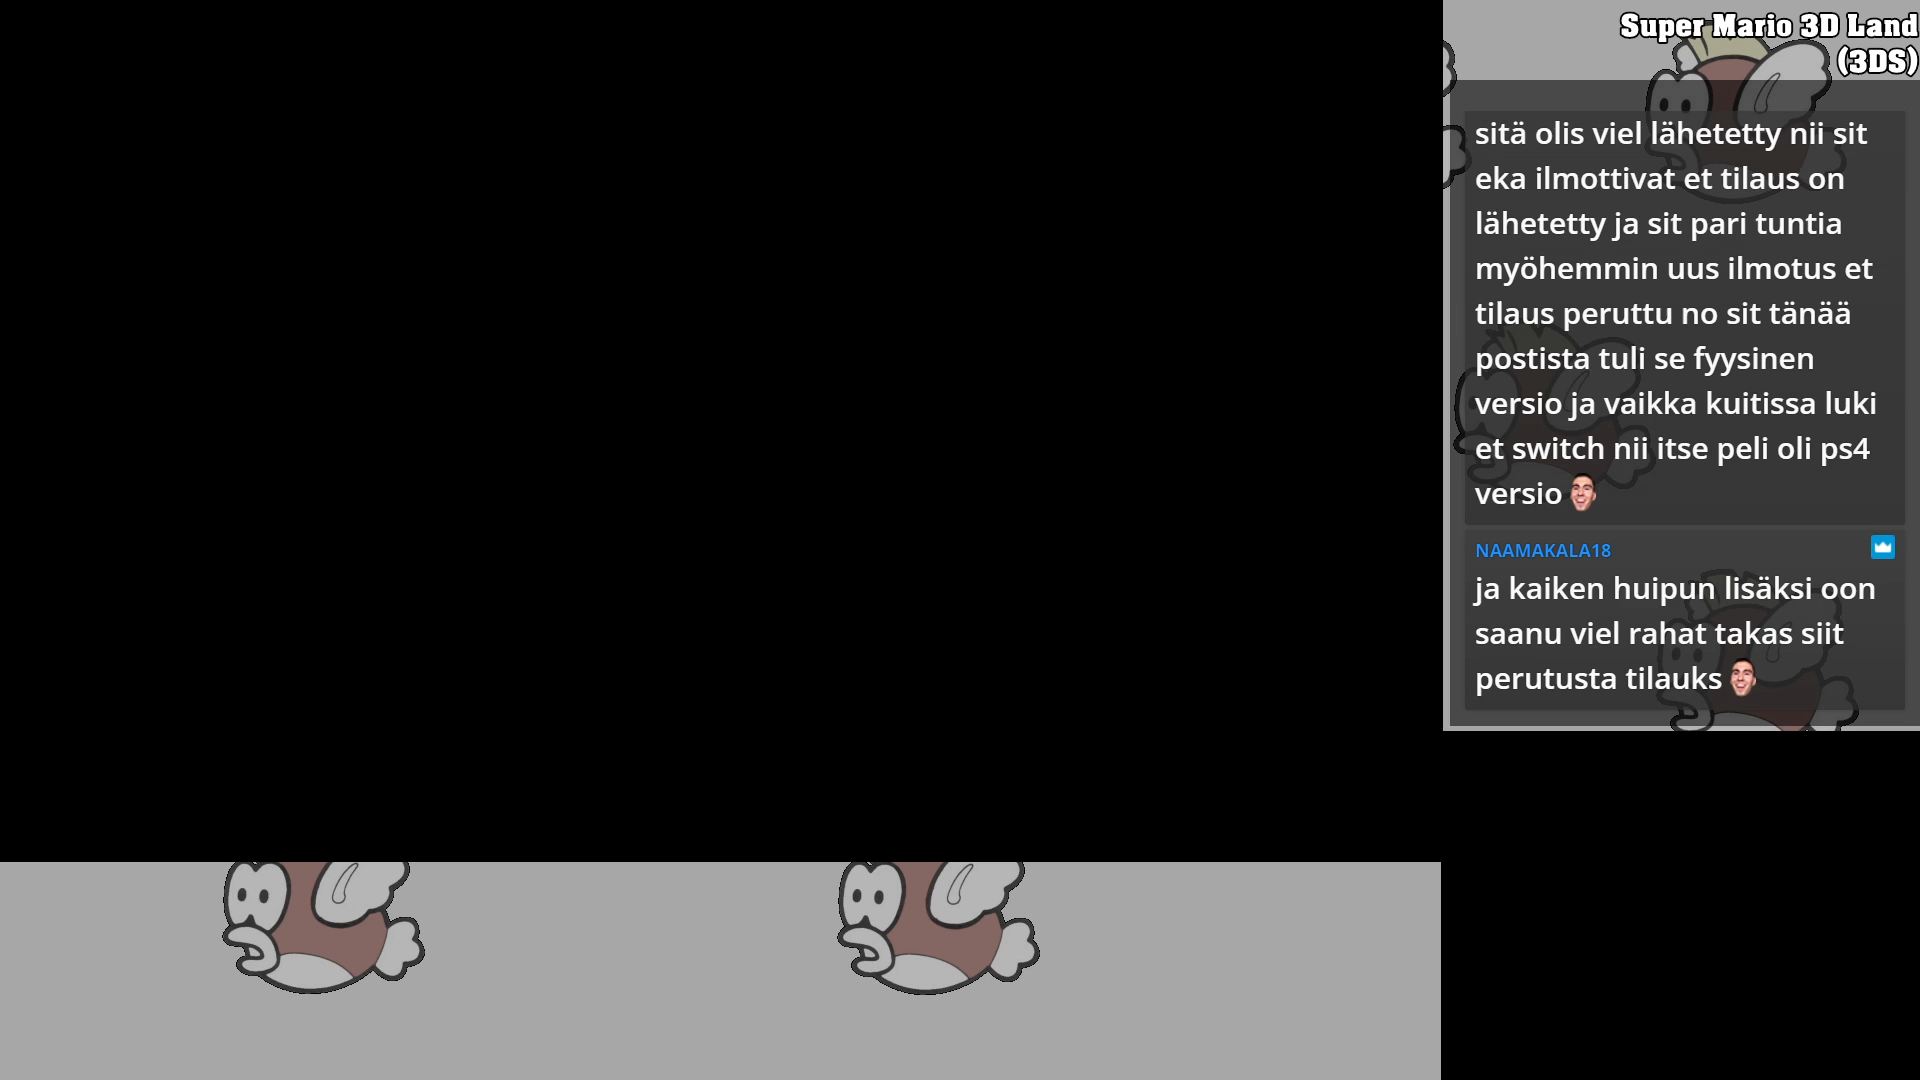 Super Mario 3D Land
(3DS)
sitä olis viel lähetetty nii sit
eka ilmottivat et tilaus on
lähetetty ja sit pari tuntia
myöhemmin uus ilmotus et
tilaus peruttu no sit tänää
postista tuli se fyysinen
versio ja vaikka kuitissa luki
et switch nii itse peli oli ps4
versio
NAAMAKALA18
ja kaiken huipun lisäksi oon
saanu viel rahat takas siit
perutusta tilauks